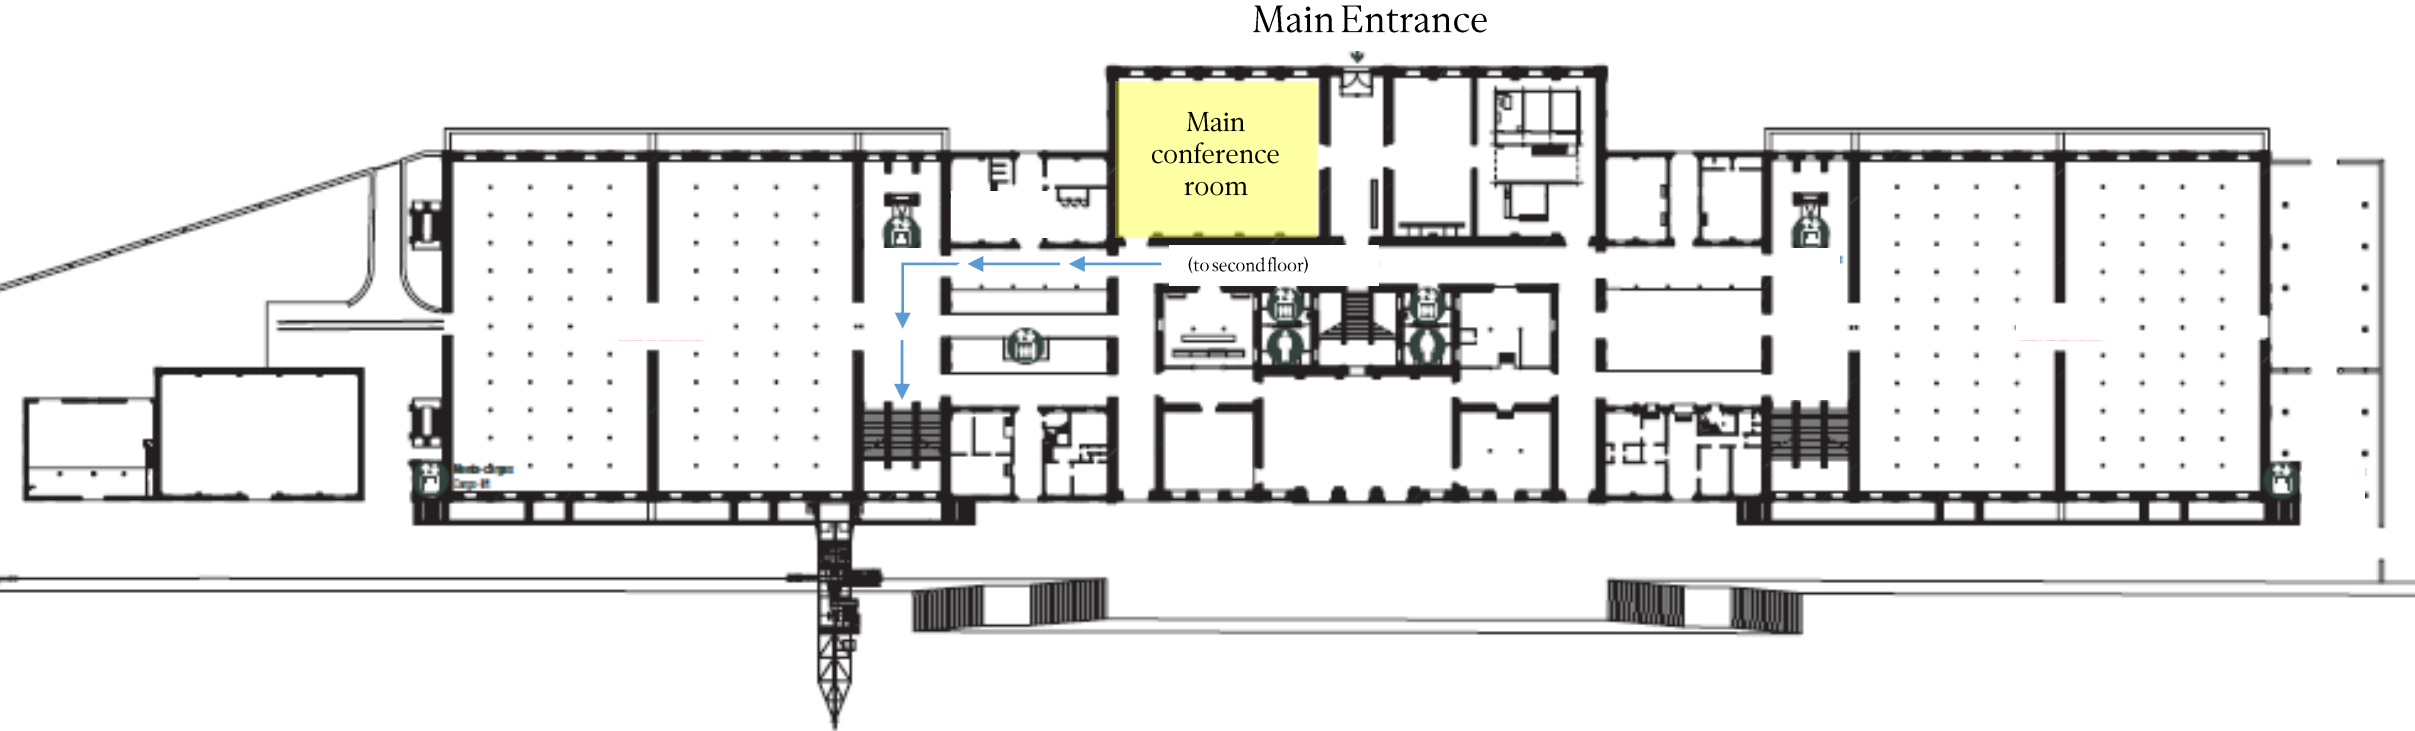 Main Entrance
Main
conference
room
(to second floor)